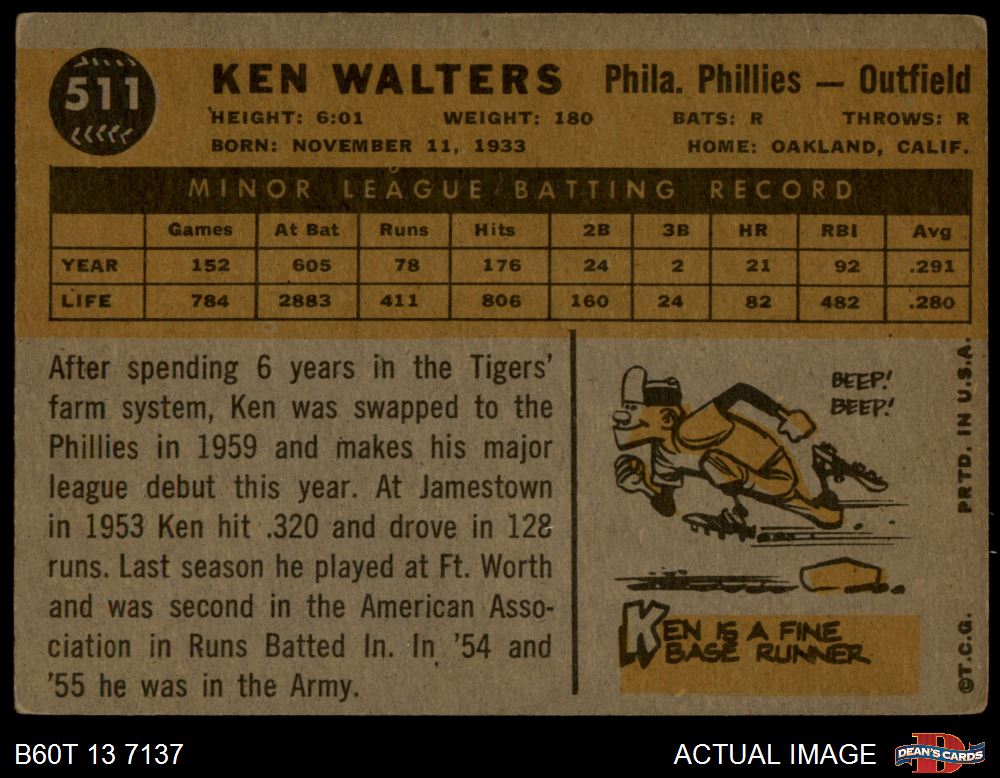 511
KEN WALTERS Phila. Phillies — Outfield
HEIGHT: 6:01 WEIGHT: 180 BATS: R THROWS: R
BORN: NOVEMBER 11, 1933 HOME: OAKLAND, CALIF.
MINOR LEAGUE BATTING RECORD
Games At Bat Runs Hits 2B 3B HR RBI Avg
YEAR 152 605 78 176 24 2 21 92 .291
LIFE 784 2883 411 806 160 24 82 482 .280
After spending 6 years in the Tigers'
farm system, Ken was swapped to the
Phillies in 1959 and makes his major
league debut this year. At Jamestown
in 1953 Ken hit .320 and drove in 128
runs. Last season he played at Ft. Worth
and was second in the American Asso-
ciation in Runs Batted In. In '54 and
'55 he was in the Army.
BEEP!
BEEP!
KEN IS A FINE
BASE RUNNER
PRTD. IN U.S.A.
©T.C.G.
B60T 13 7137 ACTUAL IMAGE DEAN'S CARDS